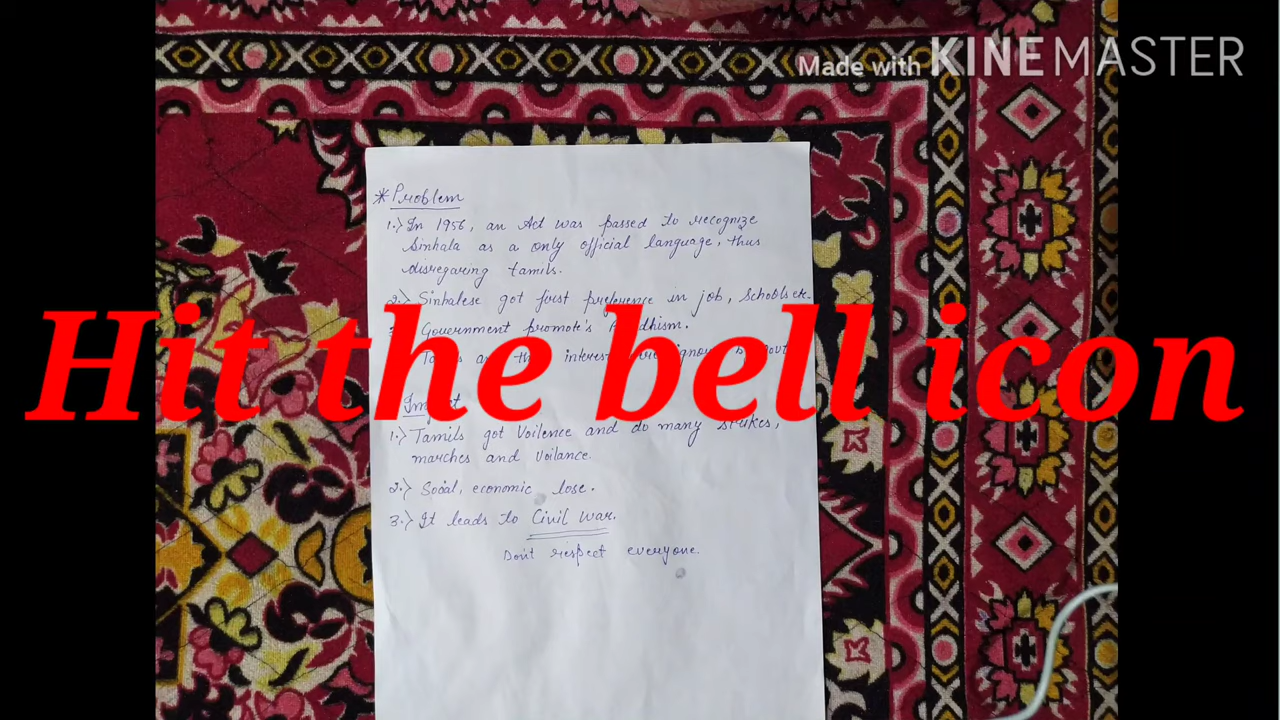 Made with KINEMASTER
*Problem
1.) In 1956, an Act was passed to recognize
Sinhala as a only official language, thus
disregaring tamils.
2.) Sinhalese got first preference in job, Schools etc.
Government promote's
Hit the bell icon
1.) Tamils got Voilence and do many strikes,
marches and Voilance.
2.) Social, economic lose.
3.) It leads to Civil War.
Don't respect everyone.